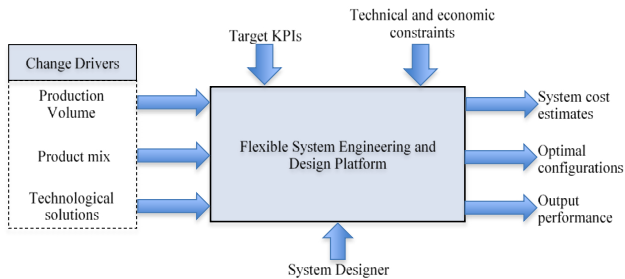 Target KPIs
Technical and economic
constraints
Change Drivers
Production
Volume
Product mix
Technological
solutions
Flexible System Engineering and
Design Platform
System cost
estimates
Optimal
configurations
Output
performance
System Designer